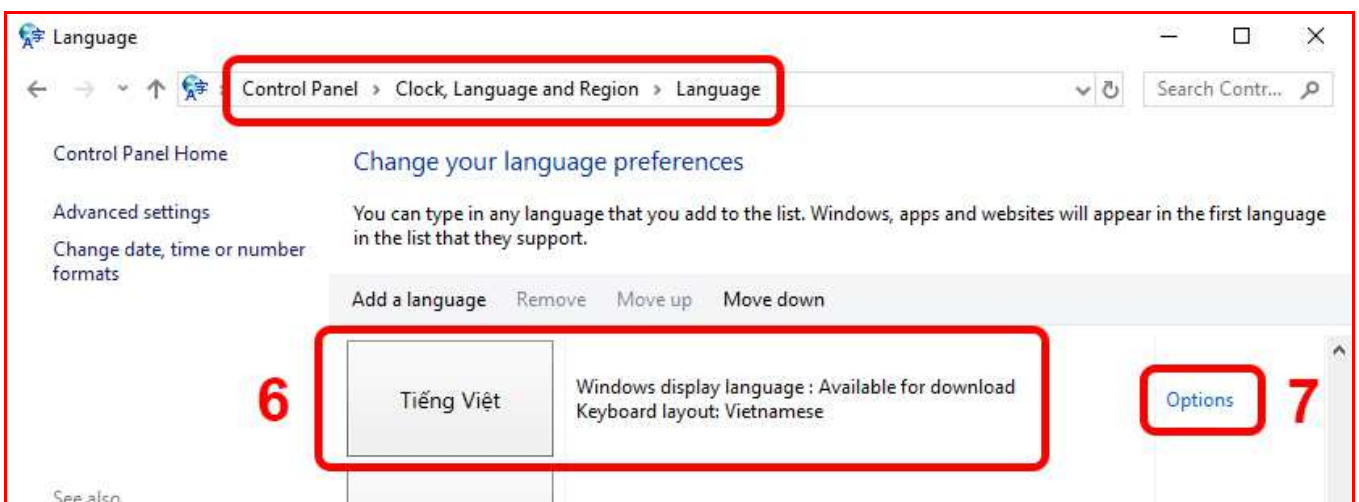 Language
Control Panel > Clock, Language and Region > Language
Search Contr...
Control Panel Home
Advanced settings
Change date, time or number
formats
Change your language preferences
You can type in any language that you add to the list. Windows, apps and websites will appear in the first language
in the list that they support.
Add a language Remove Move up Move down
6
Tiếng Việt
Windows display language : Available for download
Keyboard layout: Vietnamese
Options
7
See also